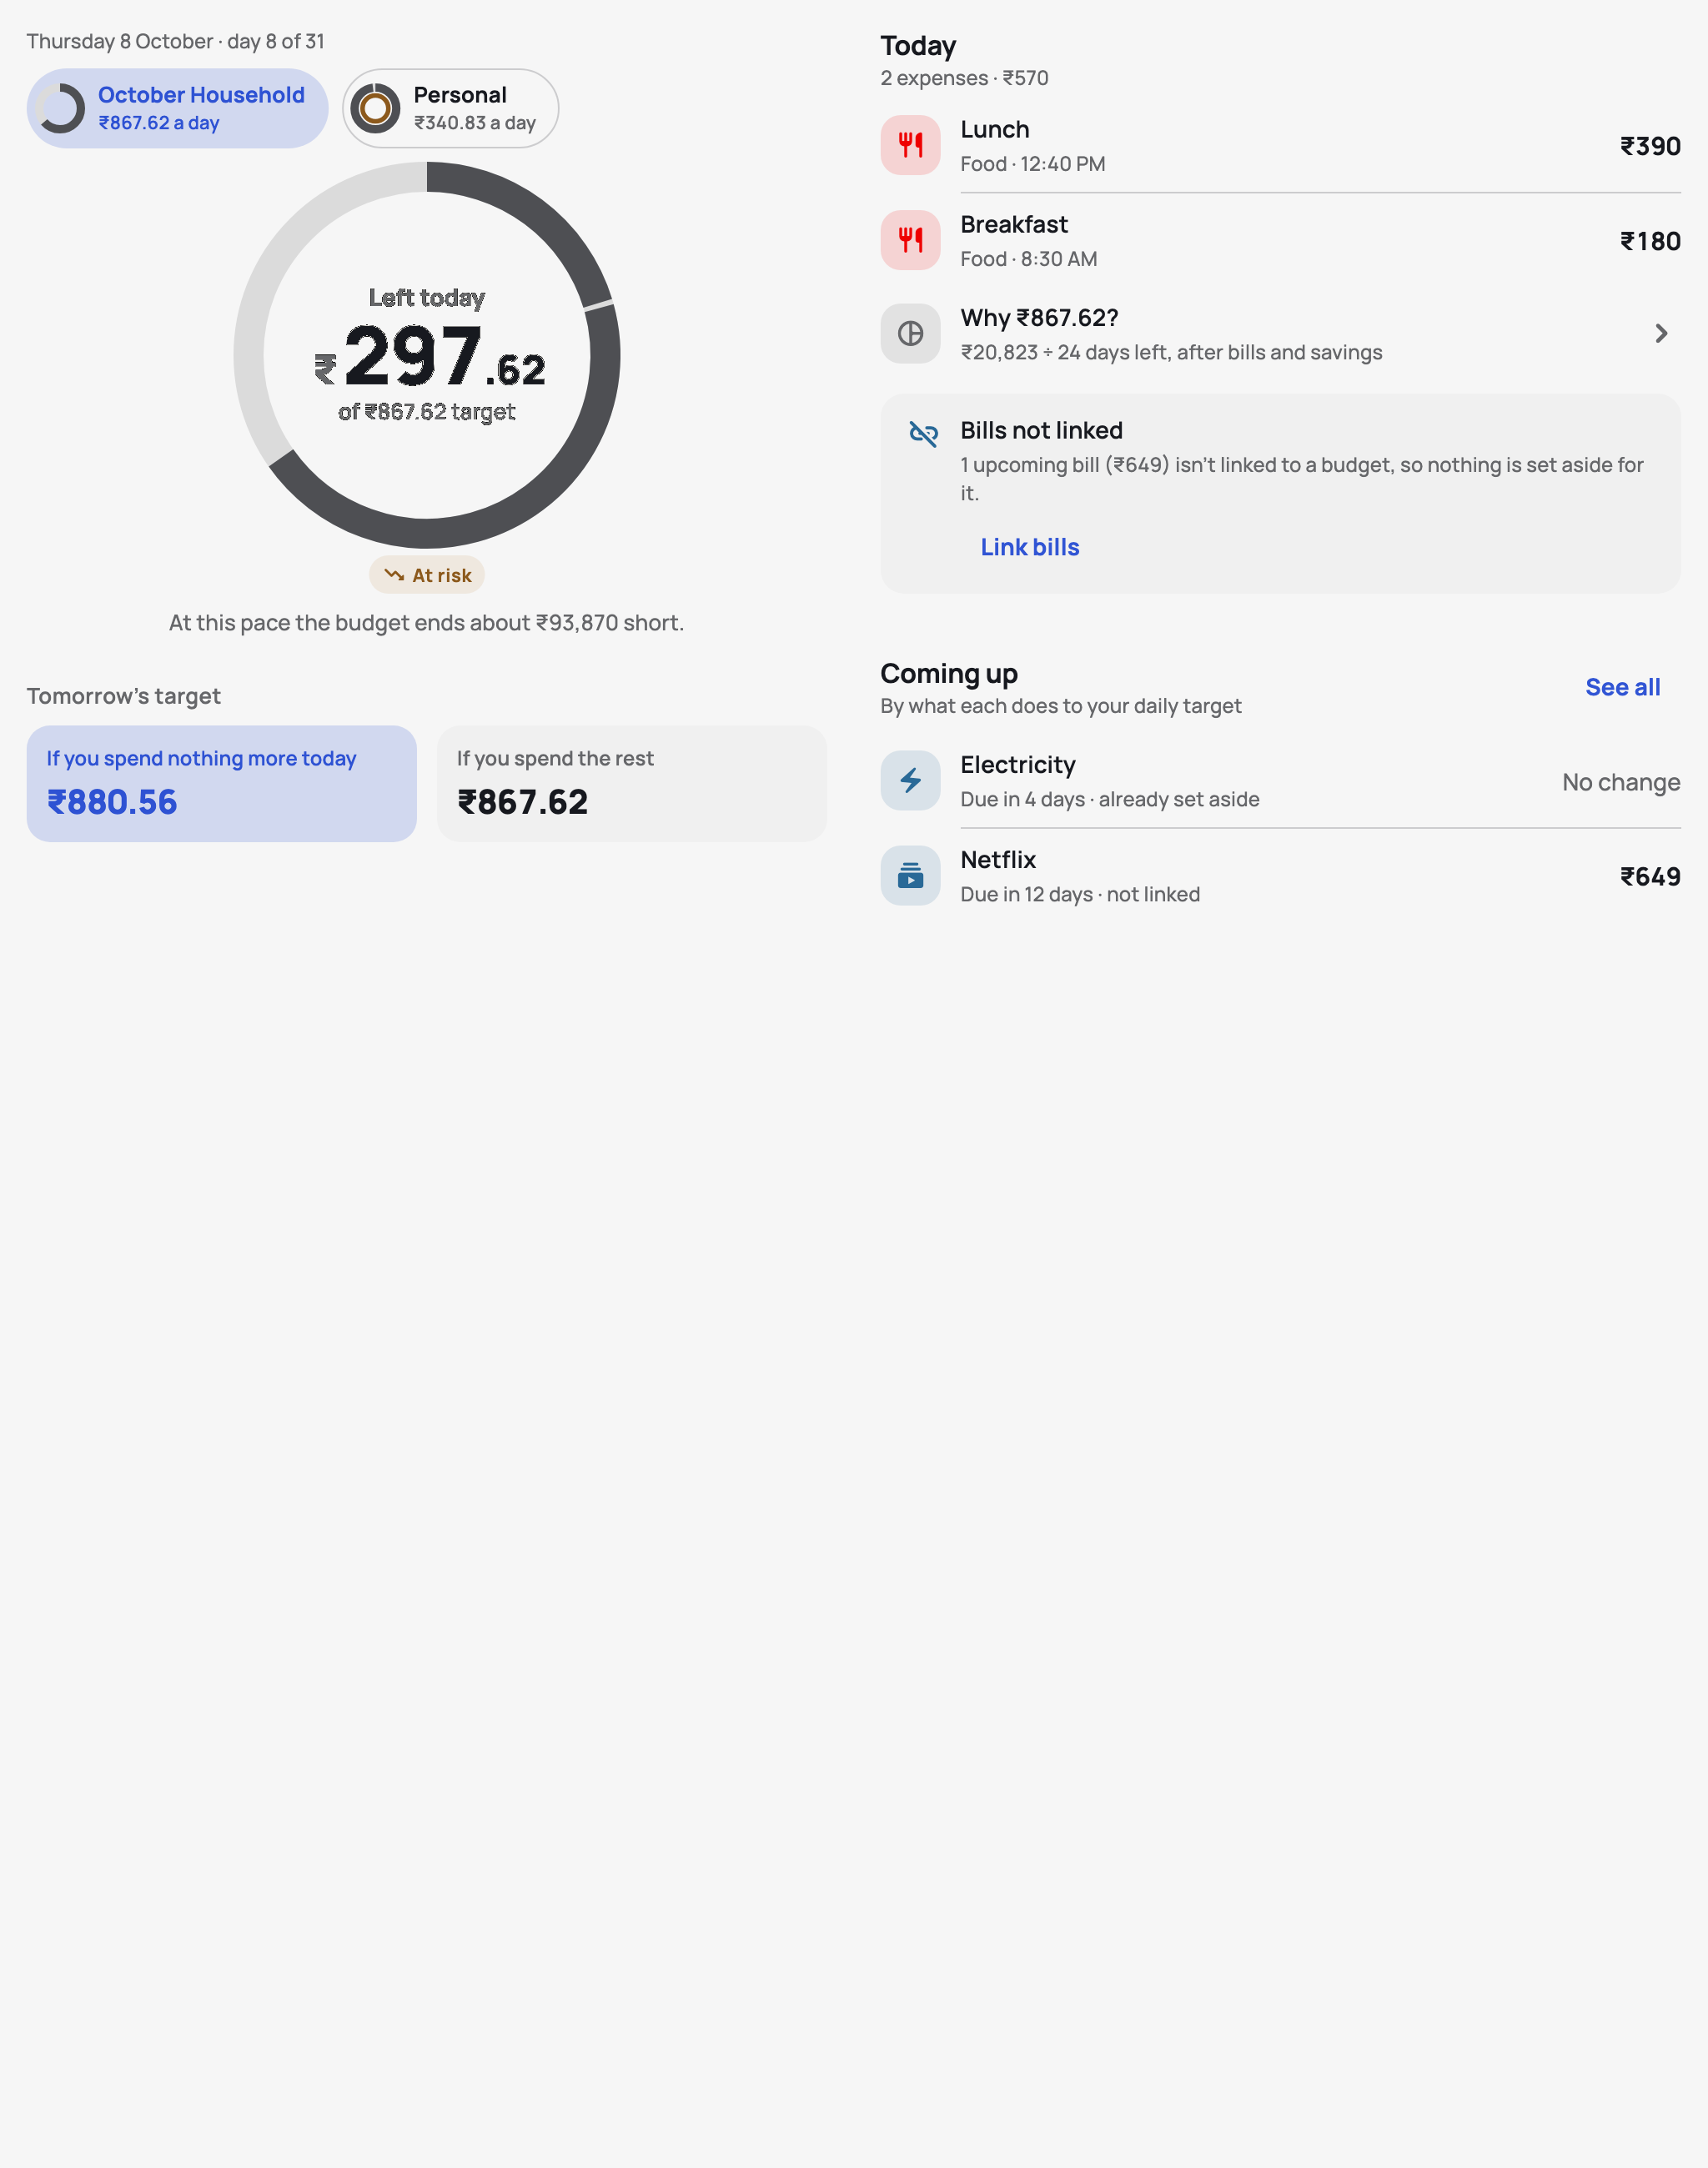 Thursday 8 October · day 8 of 31
October Household
₹867.62 a day
Personal
₹340.83 a day
Left today
₹297.62
of ₹867.62 target
At risk
At this pace the budget ends about ₹93,870 short.
Tomorrow’s target
If you spend nothing more today
₹880.56
If you spend the rest
₹867.62
Today
2 expenses · ₹570
Lunch
Food · 12:40 PM
₹390
Breakfast
Food · 8:30 AM
₹180
Why ₹867.62?
₹20,823 ÷ 24 days left, after bills and savings
Bills not linked
1 upcoming bill (₹649) isn’t linked to a budget, so nothing is set aside for
it.
Link bills
Coming up
By what each does to your daily target
See all
Electricity
Due in 4 days · already set aside
No change
Netflix
Due in 12 days · not linked
₹649